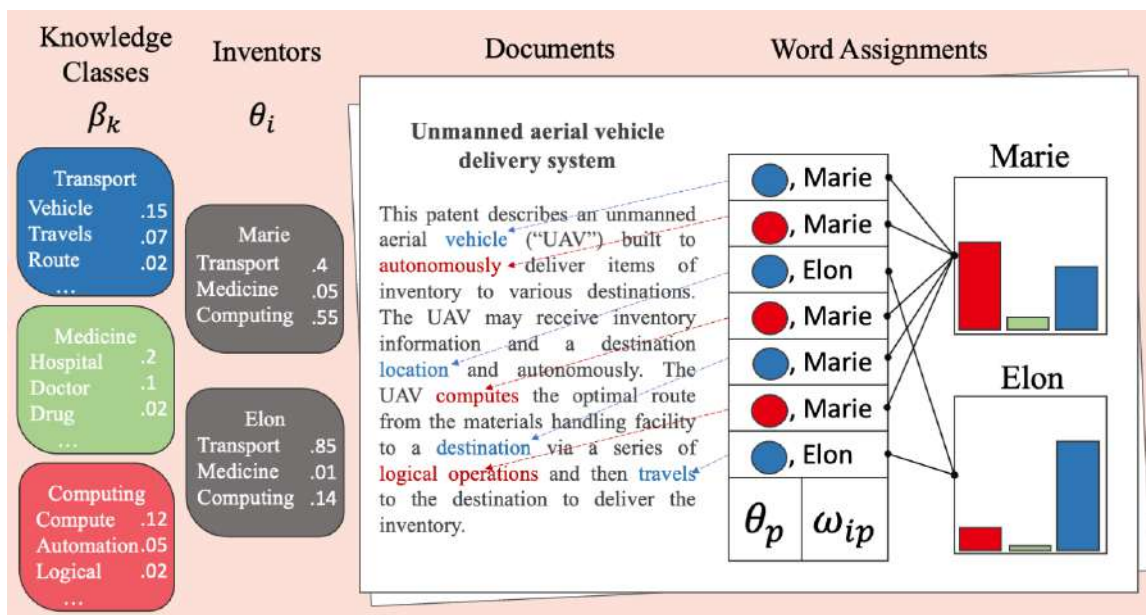 Knowledge
Classes
β_k
Inventors
θ_i
Documents
Word Assignments
Transport
Vehicle .15
Travels .07
Route .02
...
Medicine
Hospital .2
Doctor .1
Drug .02
...
Computing
Compute .12
Automation .05
Logical .02
...
Marie
Transport .4
Medicine .05
Computing .55
Elon
Transport .85
Medicine .01
Computing .14
Unmanned aerial vehicle
delivery system
This patent describes an unmanned
aerial vehicle (“UAV”) built to
autonomously deliver items of
inventory to various destinations.
The UAV may receive inventory
information and a destination
location and autonomously. The
UAV computes the optimal route
from the materials handling facility
to a destination via a series of
logical operations and then travels
to the destination to deliver the
inventory.
, Marie
, Marie
, Elon
, Marie
, Marie
, Marie
, Elon
θ_p ω_ip
Marie
Elon